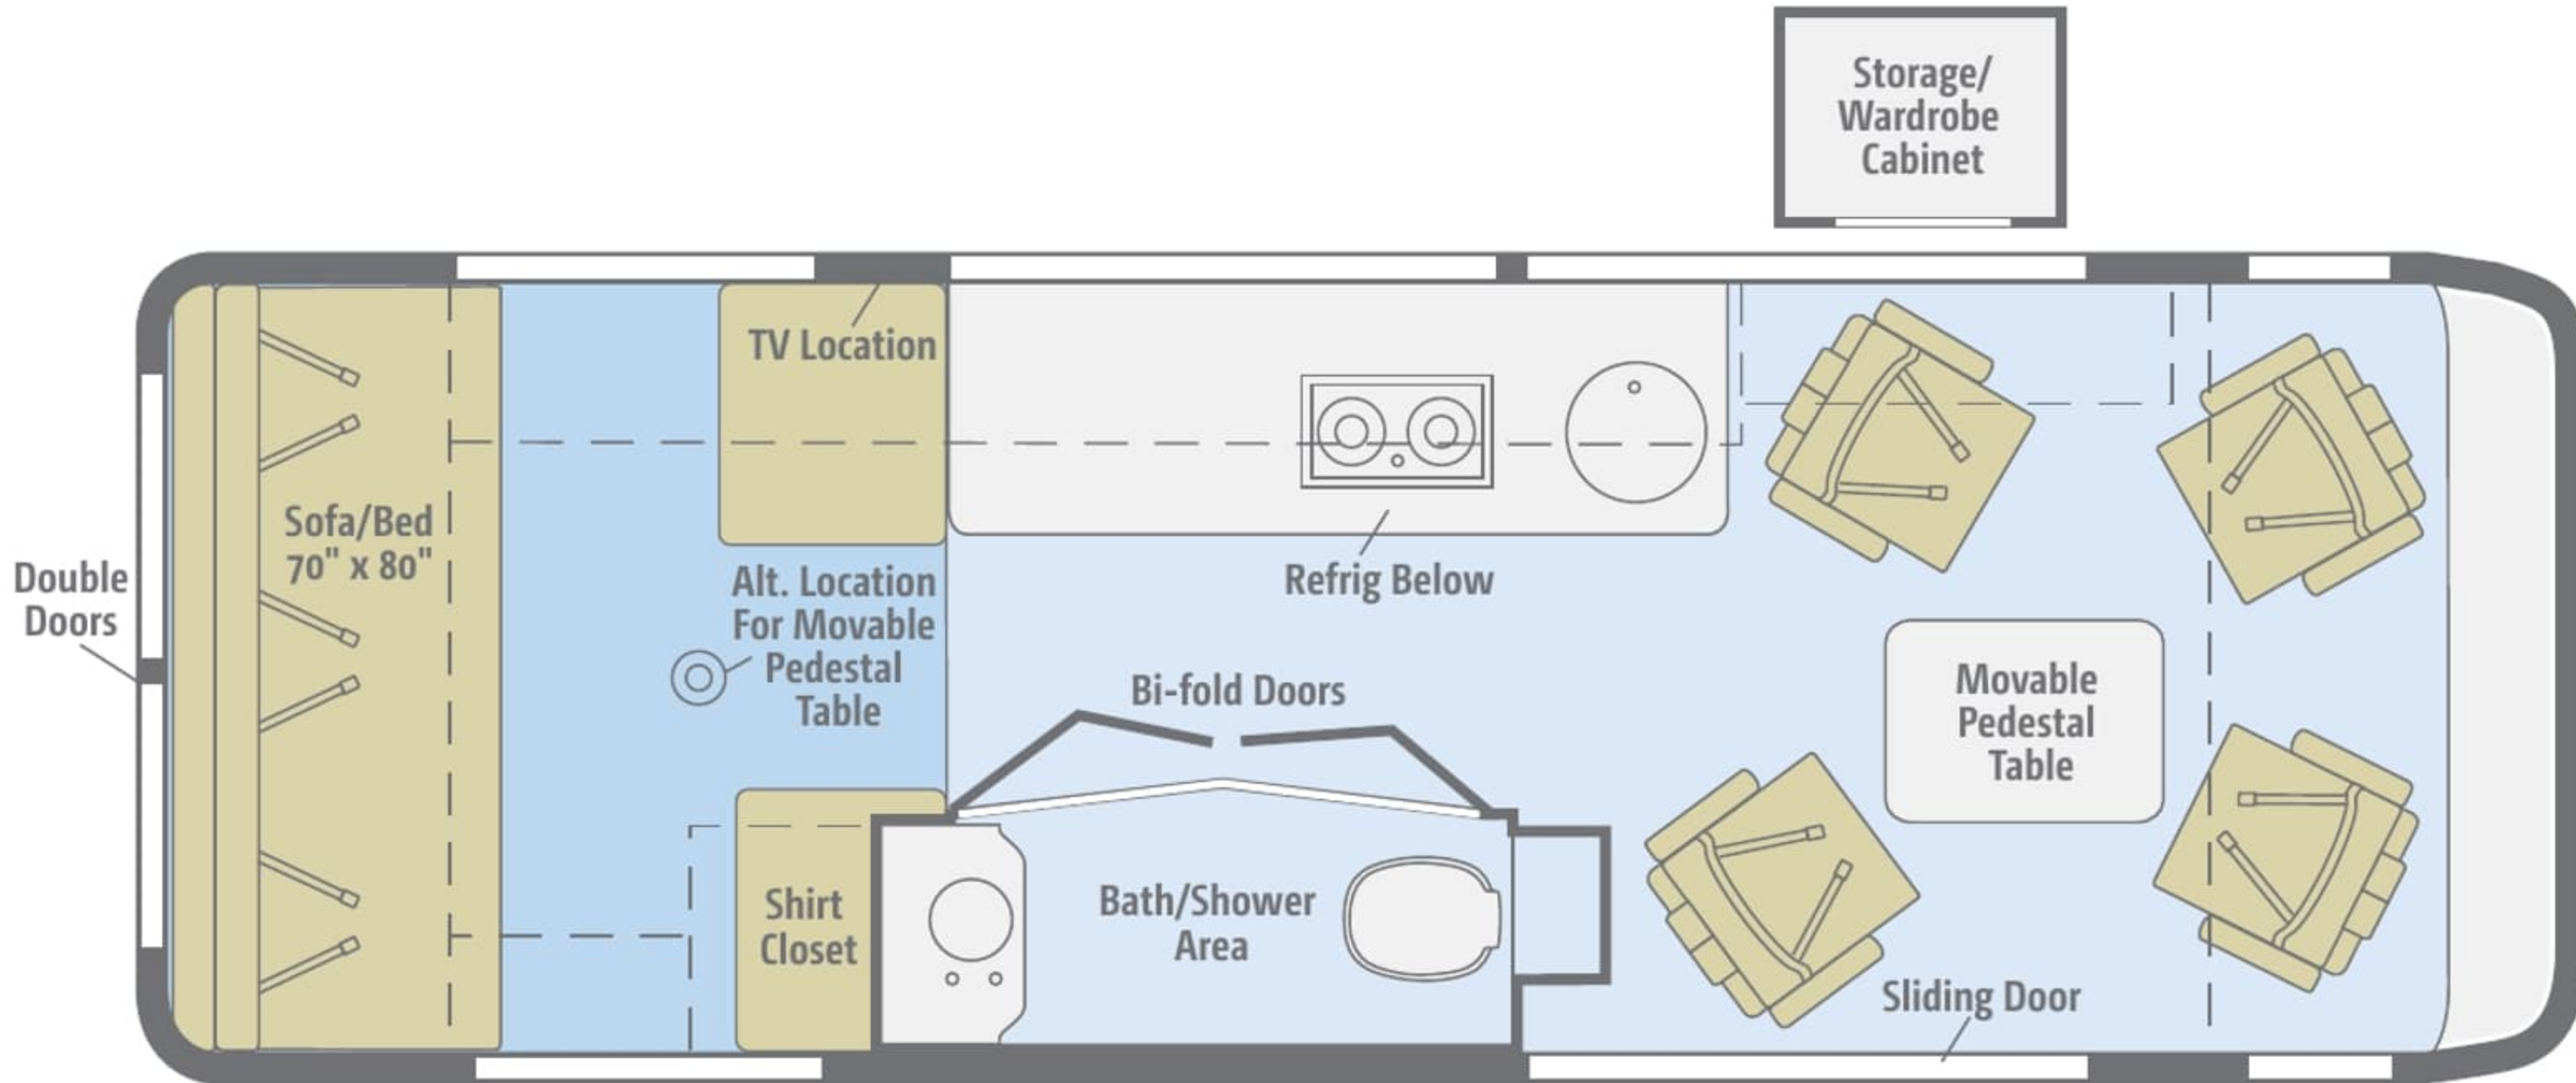 Storage/
Wardrobe
Cabinet
TV Location
Sofa/Bed
70" x 80"
Double
Doors
Alt. Location
For Movable
Pedestal
Table
Refrig Below
Bi-fold Doors
Movable
Pedestal
Table
Shirt
Closet
Bath/Shower
Area
Sliding Door